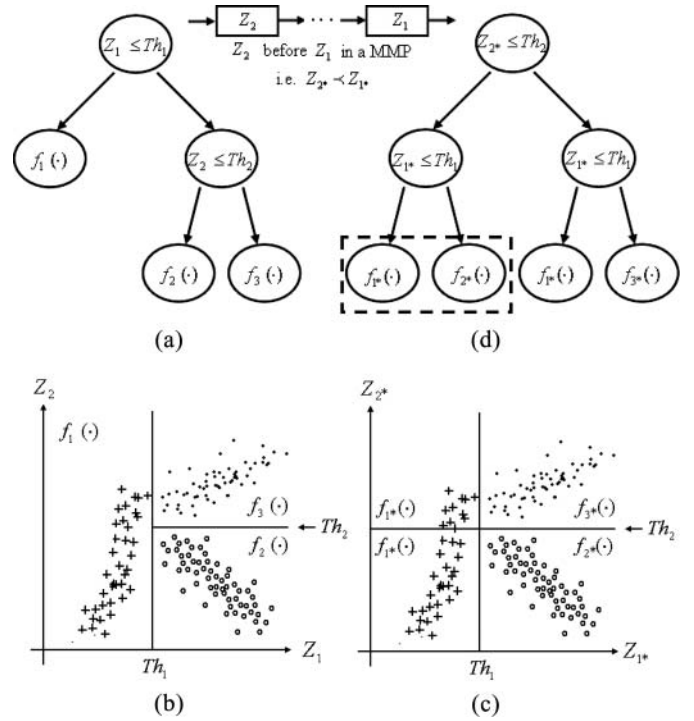 Z₁ ≤ Th₁
f₁ (·)
Z₂ ≤ Th₂
f₂ (·)
f₃ (·)
(a)
Z₂
···
Z₁
Z₂ before Z₁ in a MMP
i.e. Z₂* ≺ Z₁*
Z₂* ≤ Th₂
Z₁* ≤ Th₁
Z₁* ≤ Th₁
f₁* (·)
f₂* (·)
f₁* (·)
f₃* (·)
(d)
Z₂
f₁ (·)
f₃ (·)
f₂ (·)
Th₂
Z₁
Th₁
(b)
Z₂*
f₁* (·)
f₃* (·)
f₁* (·)
f₂* (·)
Th₂
Z₁*
Th₁
(c)